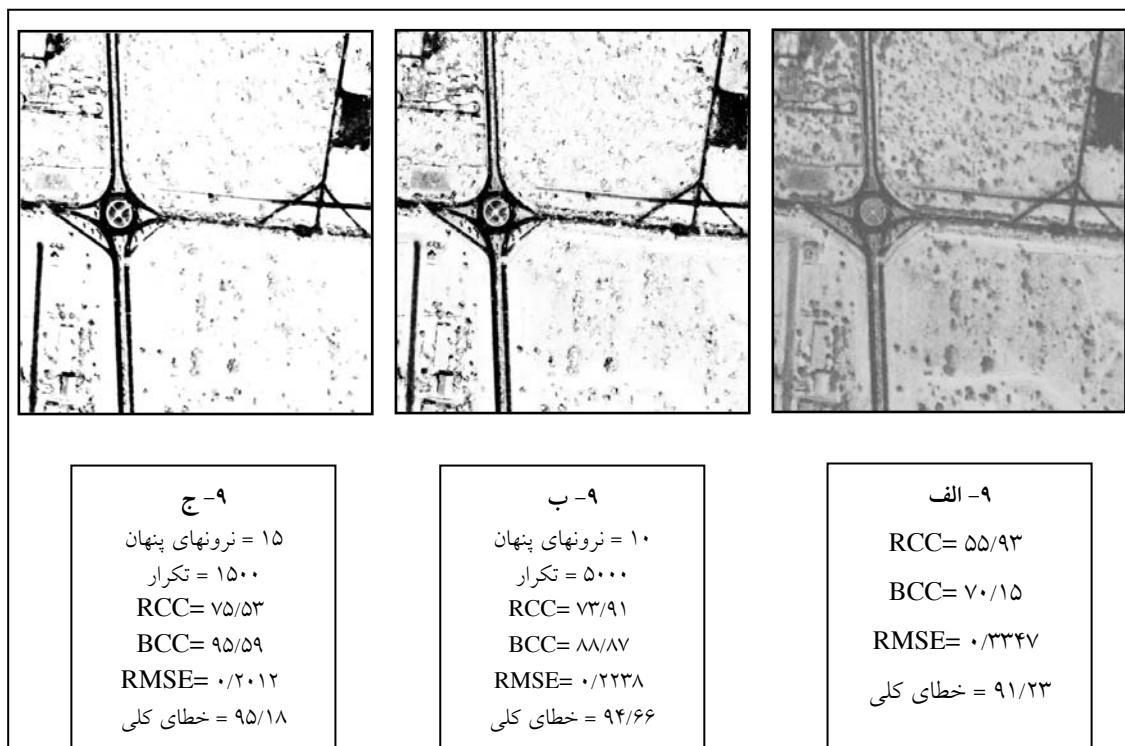 ۹- الف
RCC= ۵۵/۹۳
BCC= ۷۰/۱۵
RMSE= ۰/۳۳۴۷
خطای کلی = ۹۱/۲۳
۹- ب
نرونهای پنهان = ۱۰
تکرار = ۵۰۰۰
RCC= ۷۳/۹۱
BCC= ۸۸/۸۷
RMSE= ۰/۲۲۳۸
خطای کلی = ۹۴/۶۶
۹- ج
نرونهای پنهان = ۱۵
تکرار = ۱۵۰۰
RCC= ۷۵/۵۳
BCC= ۹۵/۵۹
RMSE= ۰/۲۰۱۲
خطای کلی = ۹۵/۱۸